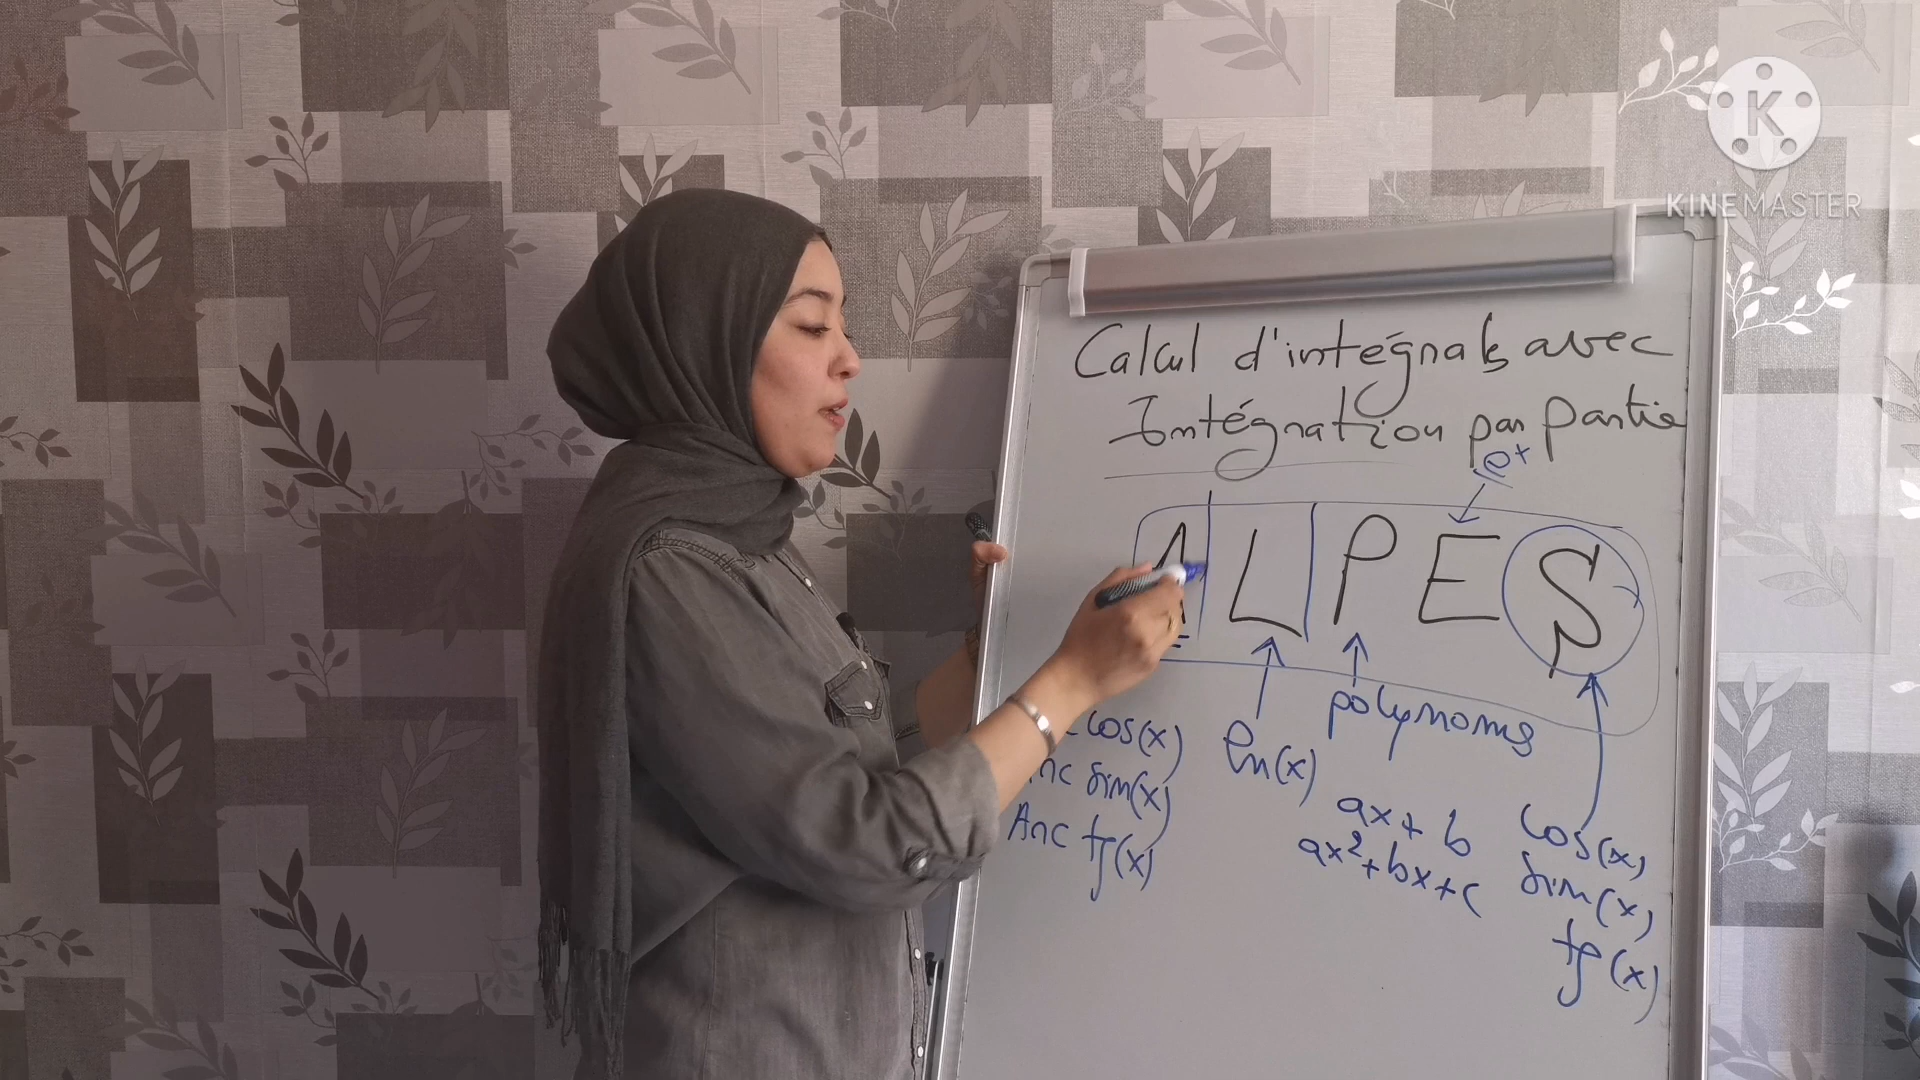 K
KINEMASTER
Calcul d'intégrals avec
Intégration par partie
e^x
A L P E S
polynoms
cos(x)
sin(x)
Arc tg(x)
ln(x)
ax + b
ax²+bx+c
cos(x)
sin(x)
tg(x)